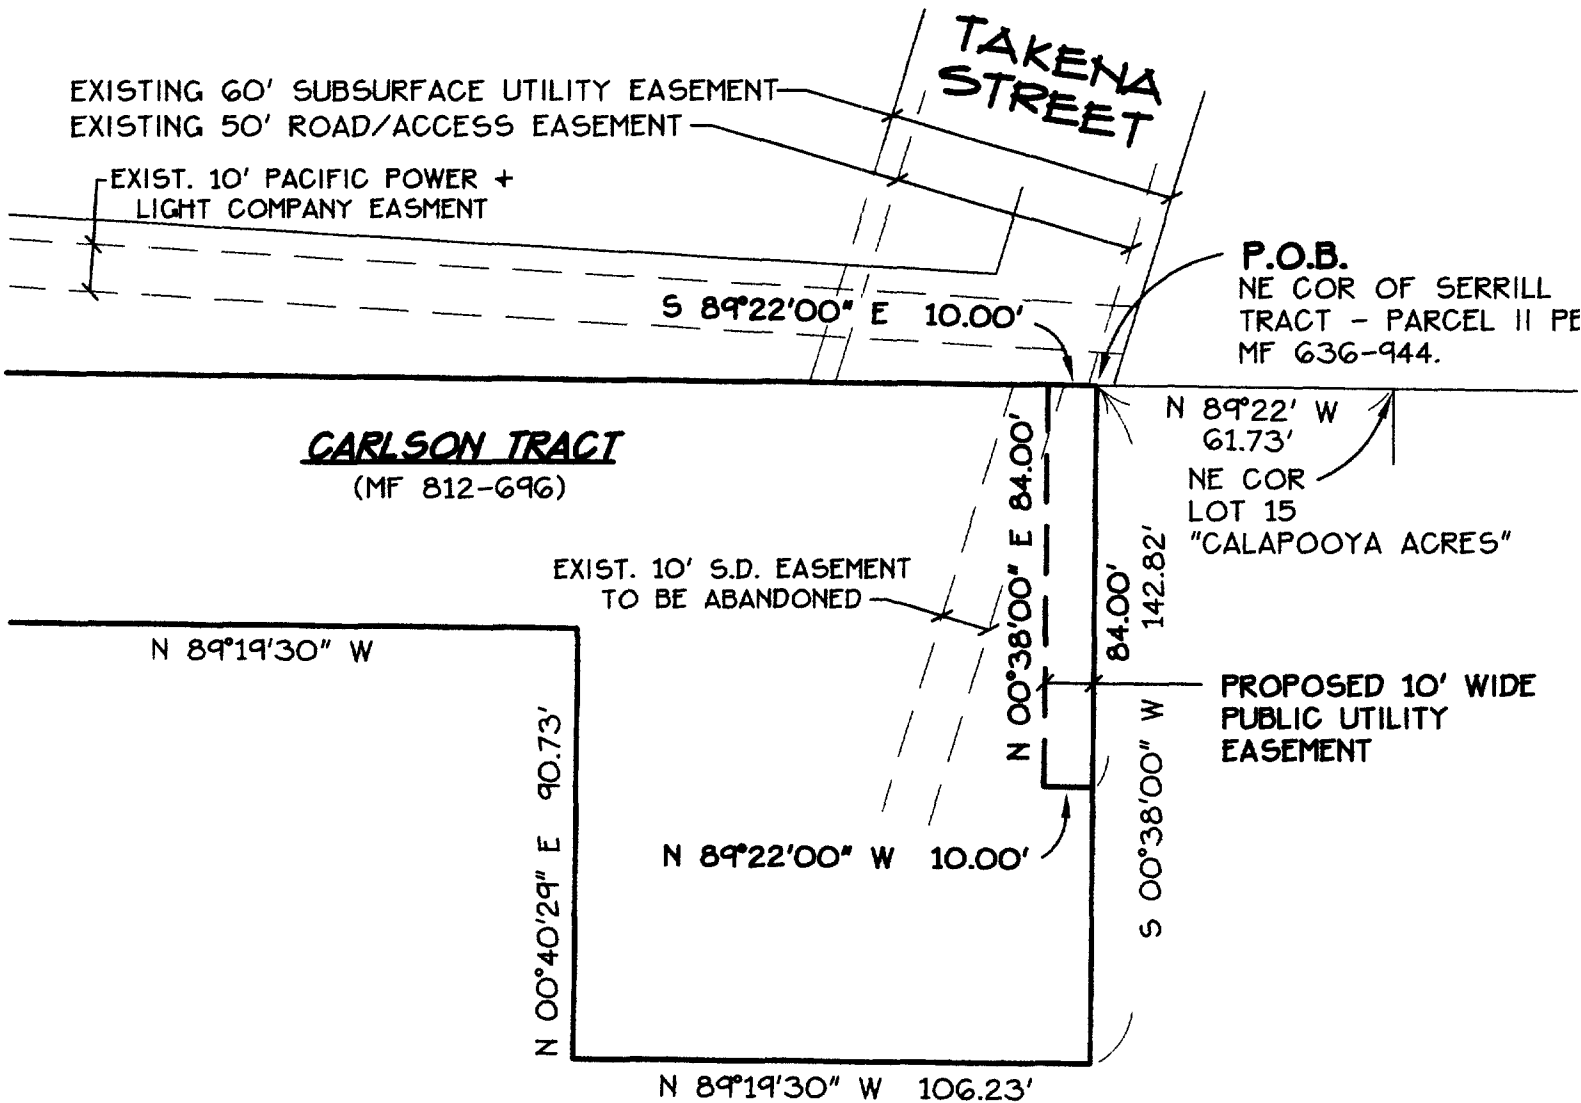 TAKENA
STREET
EXISTING 60' SUBSURFACE UTILITY EASEMENT
EXISTING 50' ROAD/ACCESS EASEMENT
EXIST. 10' PACIFIC POWER +
LIGHT COMPANY EASMENT
P.O.B.
NE COR OF SERRILL
TRACT - PARCEL II PE
MF 636-944.
S 89°22'00" E 10.00'
N 89°22' W
61.73'
NE COR
LOT 15
"CALAPOOYA ACRES"
CARLSON TRACT
(MF 812-696)
N 00°38'00" E 84.00'
84.00'
142.82'
S 00°38'00" W
EXIST. 10' S.D. EASEMENT
TO BE ABANDONED
N 89°19'30" W
PROPOSED 10' WIDE
PUBLIC UTILITY
EASEMENT
N 00°40'29" E 90.73'
N 89°22'00" W 10.00'
N 89°19'30" W 106.23'